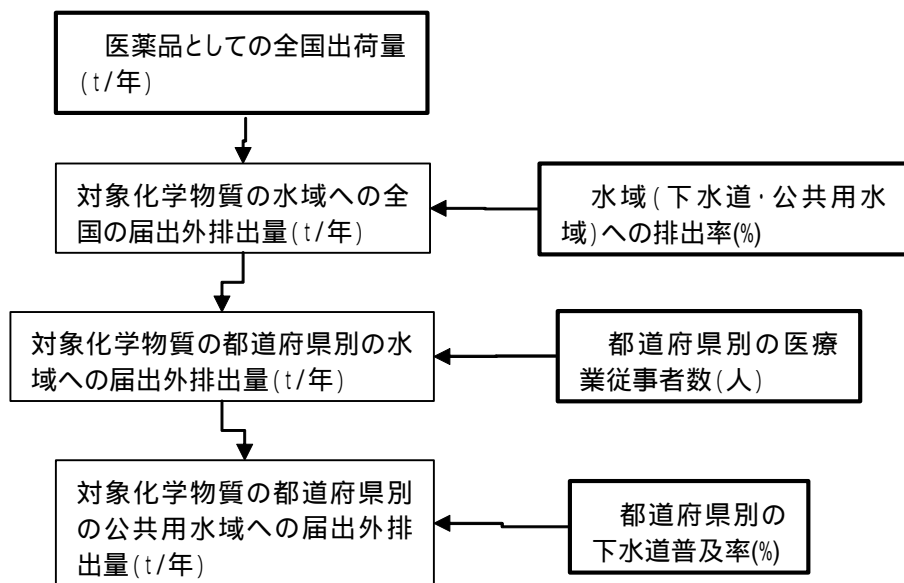 医薬品としての全国出荷量
(t/年)
対象化学物質の水域への全
国の届出外排出量(t/年)
水域(下水道・公共用水
域)への排出率(%)
対象化学物質の都道府県別の水
域への届出外排出量(t/年)
都道府県別の医療
業従事者数(人)
対象化学物質の都道府県別
の公共用水域への届出外排
出量(t/年)
都道府県別の
下水道普及率(%)